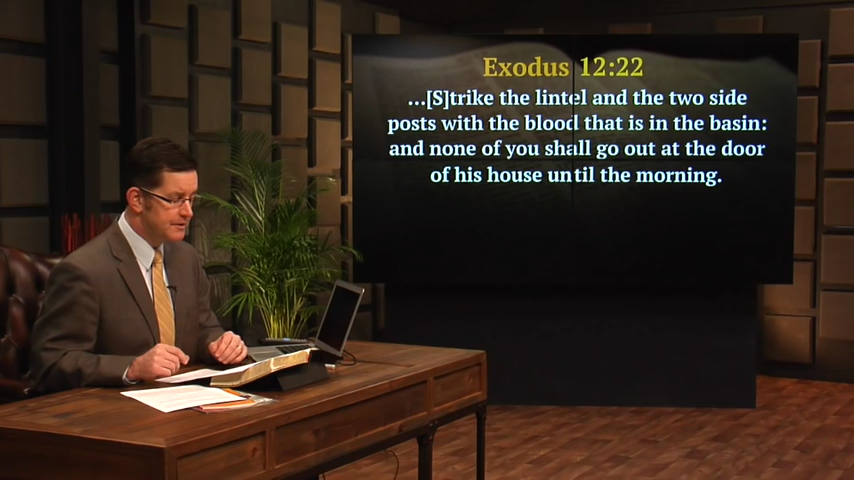 Exodus 12:22
...[S]trike the lintel and the two side
posts with the blood that is in the basin:
and none of you shall go out at the door
of his house until the morning.